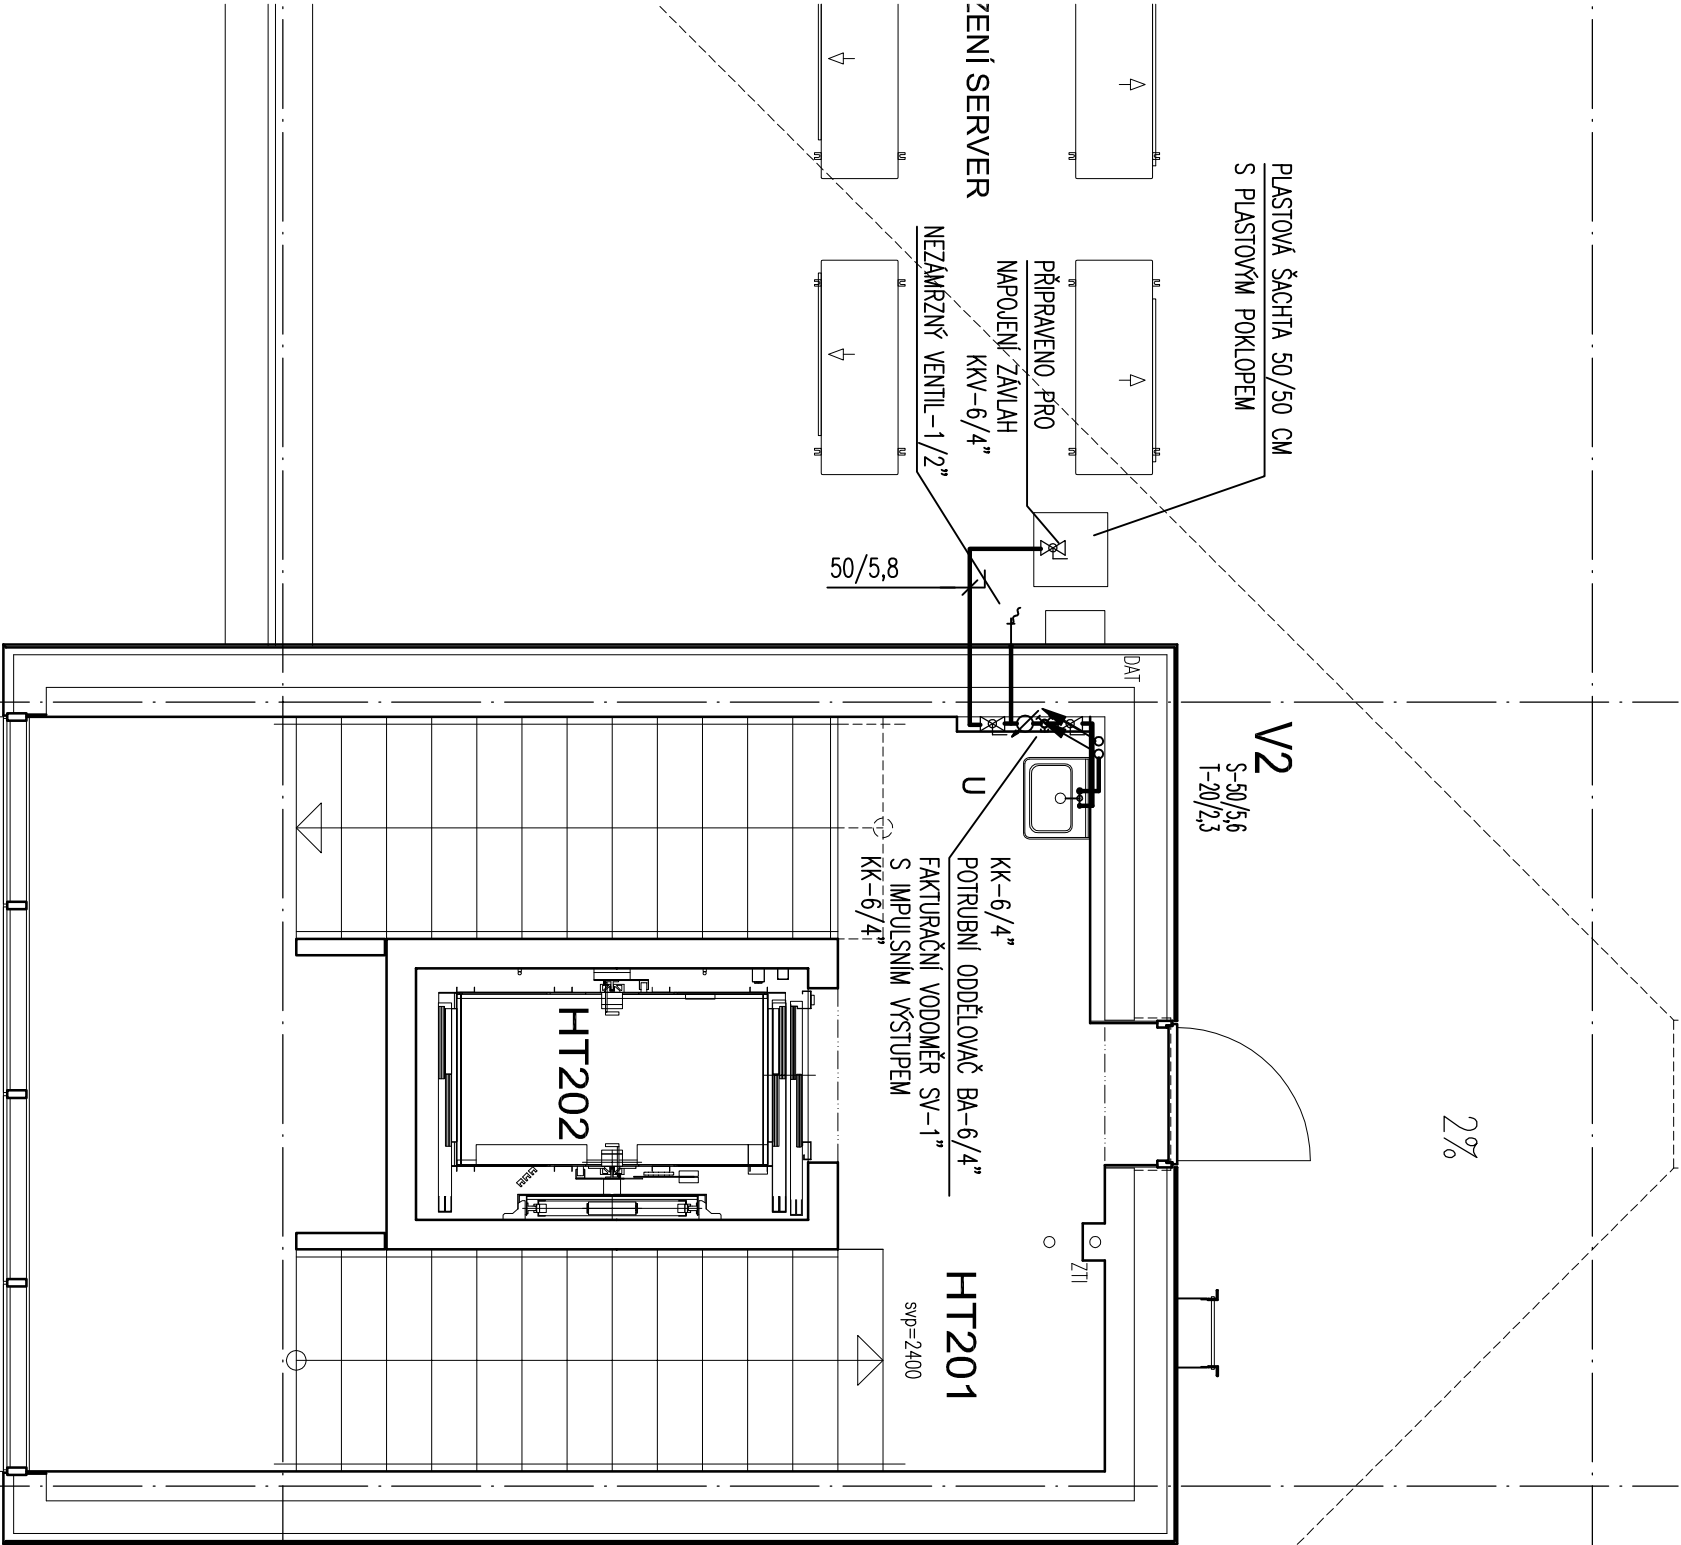 ZENÍ SERVER
PLASTOVÁ ŠACHTA 50/50 CM
S PLASTOVÝM POKLOPEM
PŘIPRAVENO PRO
NAPOJENÍ ZÁVLAH
KKV-6/4"
NEZÁMRZNÝ VENTIL-1/2"
50/5,8
DAT
V2
S-50/5,6
T-20/2,3
U
KK-6/4"
POTRUBNÍ ODDĚLOVAČ BA-6/4"
FAKTURAČNÍ VODOMĚR SV-1"
S IMPULSNÍM VÝSTUPEM
KK-6/4"
HT202
2%
ZTI
HT201
svp=2400